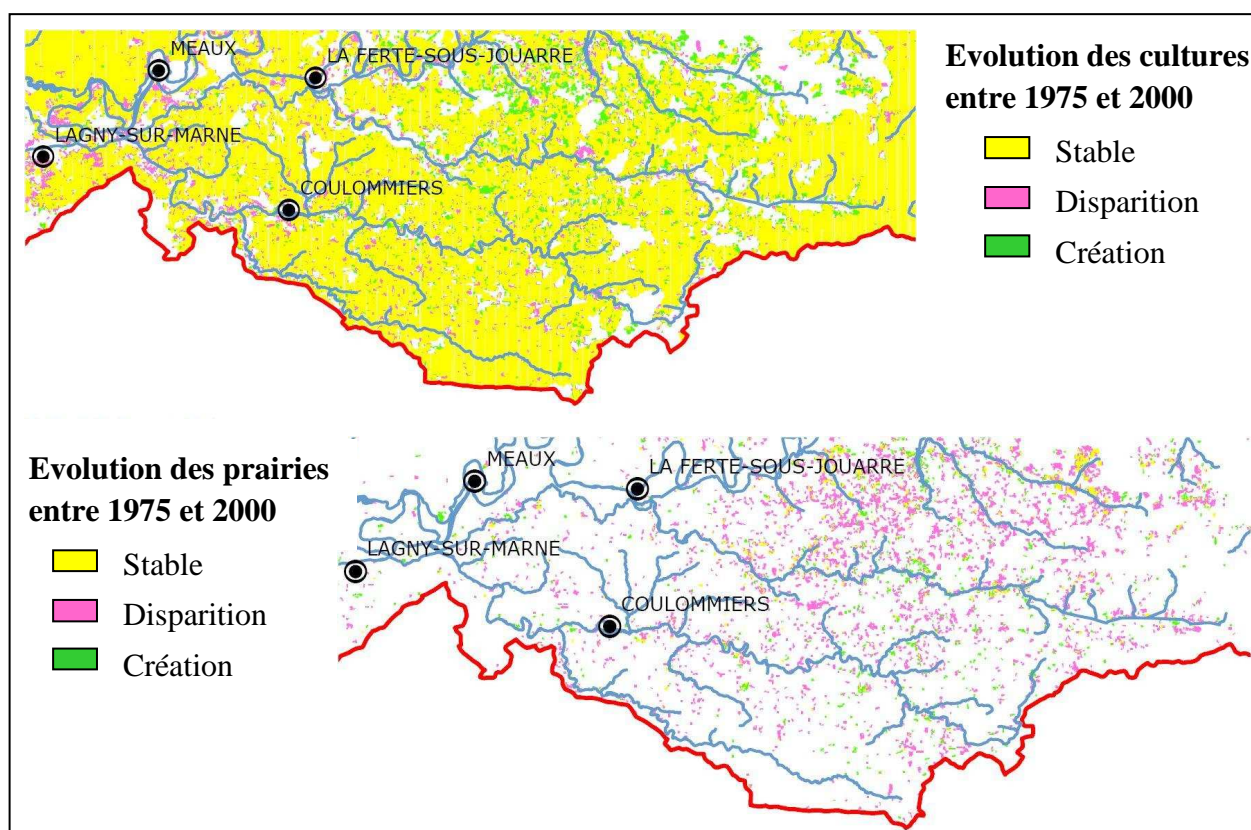 MEAUX
LA FERTE-SOUS-JOUARRE
LAGNY-SUR-MARNE
COULOMMIERS
Evolution des cultures
entre 1975 et 2000
Stable
Disparition
Création
Evolution des prairies
entre 1975 et 2000
Stable
Disparition
Création
MEAUX
LA FERTE-SOUS-JOUARRE
LAGNY-SUR-MARNE
COULOMMIERS